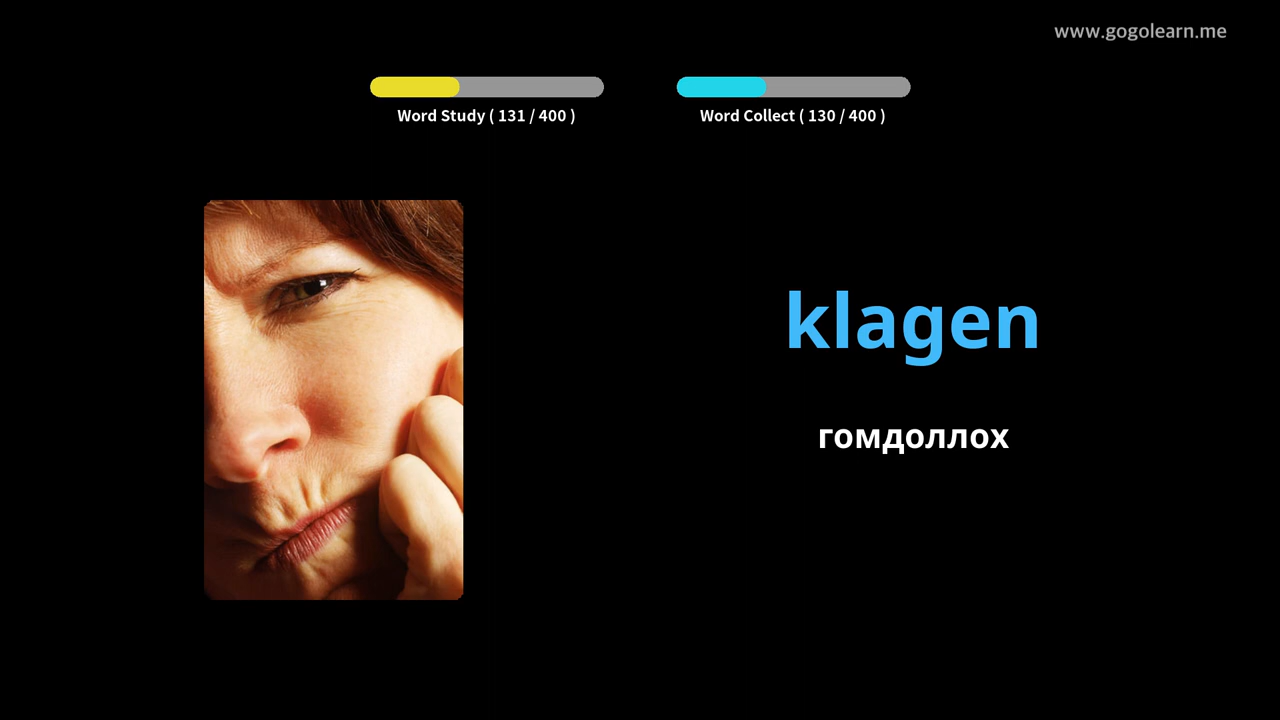 www.gogolearn.me
Word Study ( 131 / 400 )
Word Collect ( 130 / 400 )
klagen
гомдоллох